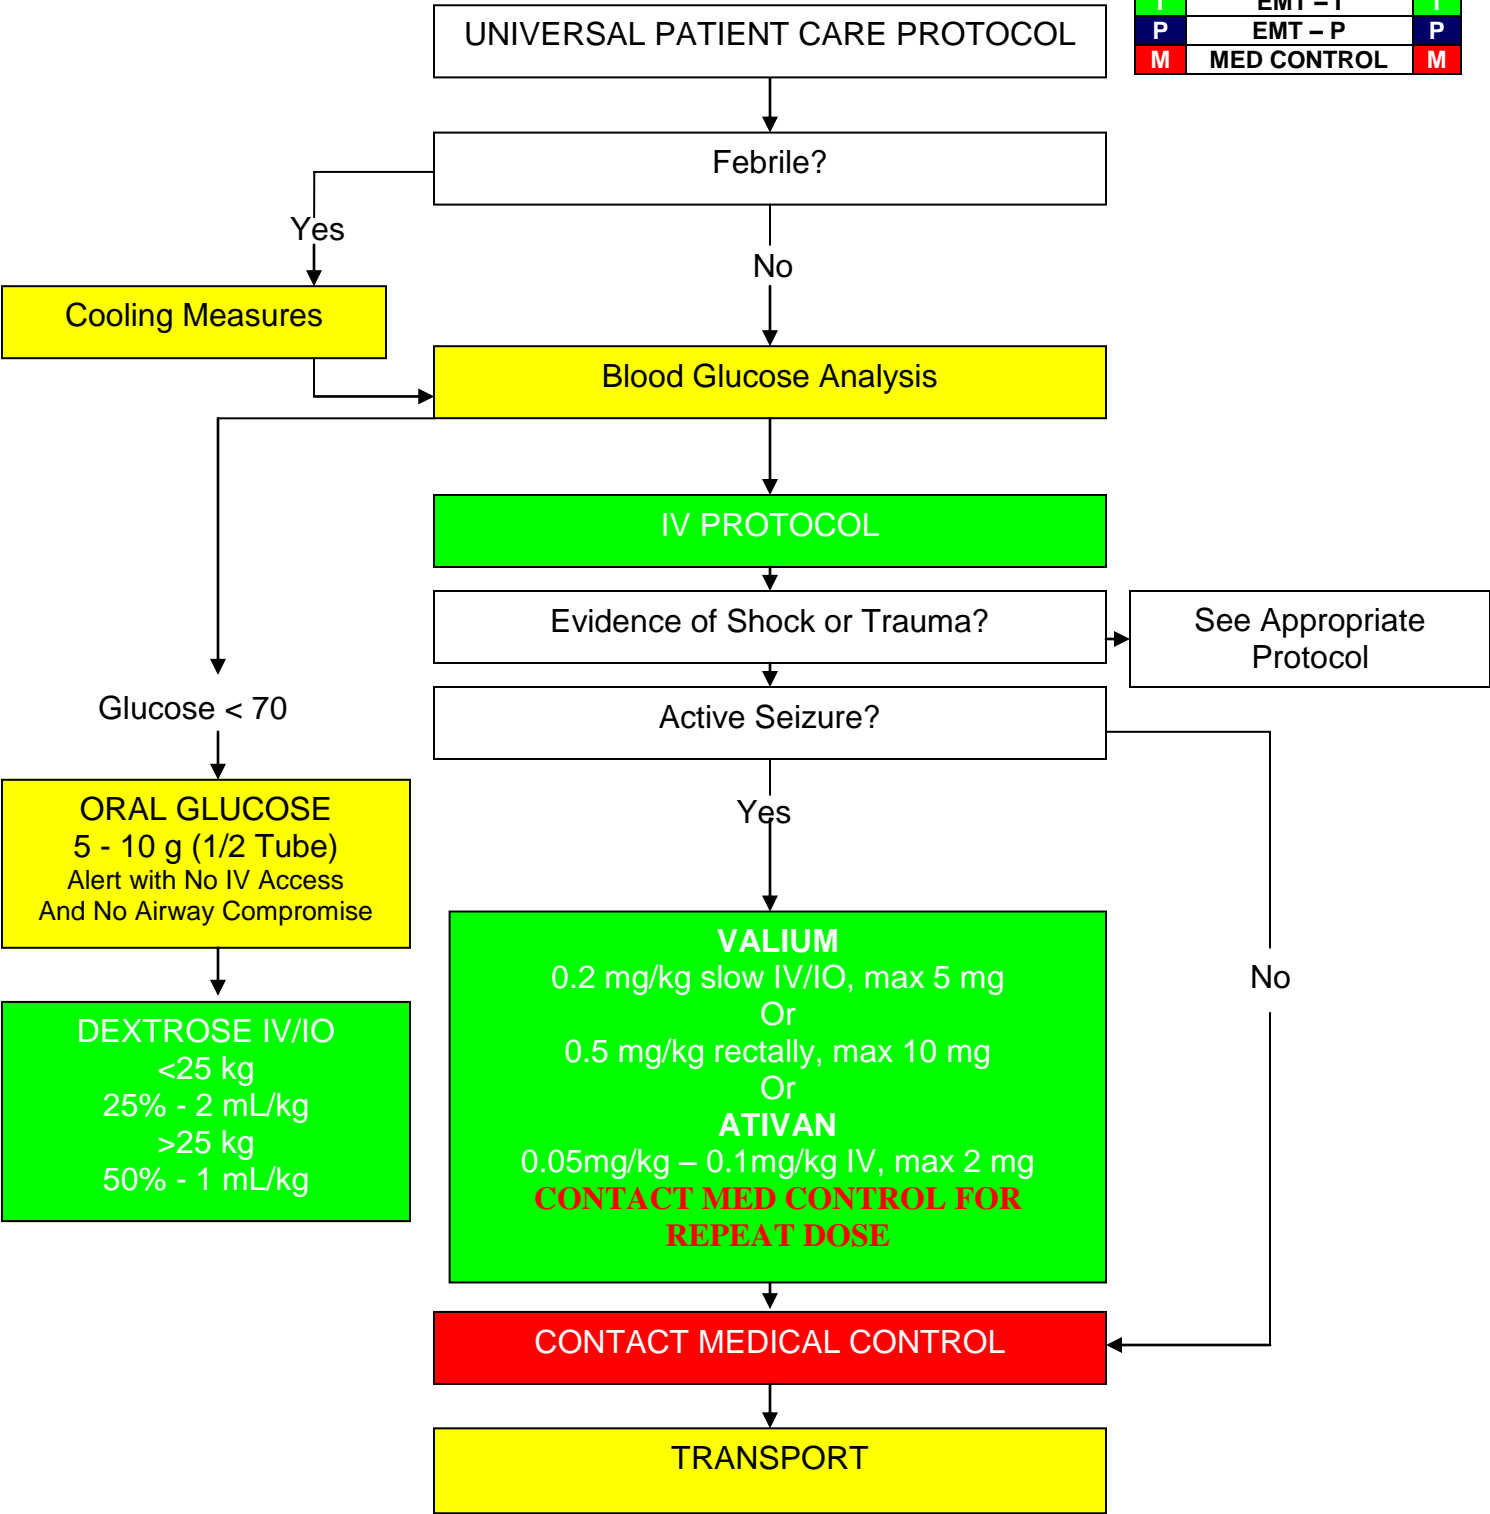 UNIVERSAL PATIENT CARE PROTOCOL
P EMT – P P
M MED CONTROL M
Febrile?
Yes
No
Cooling Measures
Blood Glucose Analysis
IV PROTOCOL
Evidence of Shock or Trauma?
See Appropriate
Protocol
Glucose < 70
Active Seizure?
Yes
ORAL GLUCOSE
5 - 10 g (1/2 Tube)
Alert with No IV Access
And No Airway Compromise
VALIUM
0.2 mg/kg slow IV/IO, max 5 mg
Or
0.5 mg/kg rectally, max 10 mg
Or
ATIVAN
0.05mg/kg – 0.1mg/kg IV, max 2 mg
CONTACT MED CONTROL FOR
REPEAT DOSE
No
DEXTROSE IV/IO
<25 kg
25% - 2 mL/kg
>25 kg
50% - 1 mL/kg
CONTACT MEDICAL CONTROL
TRANSPORT